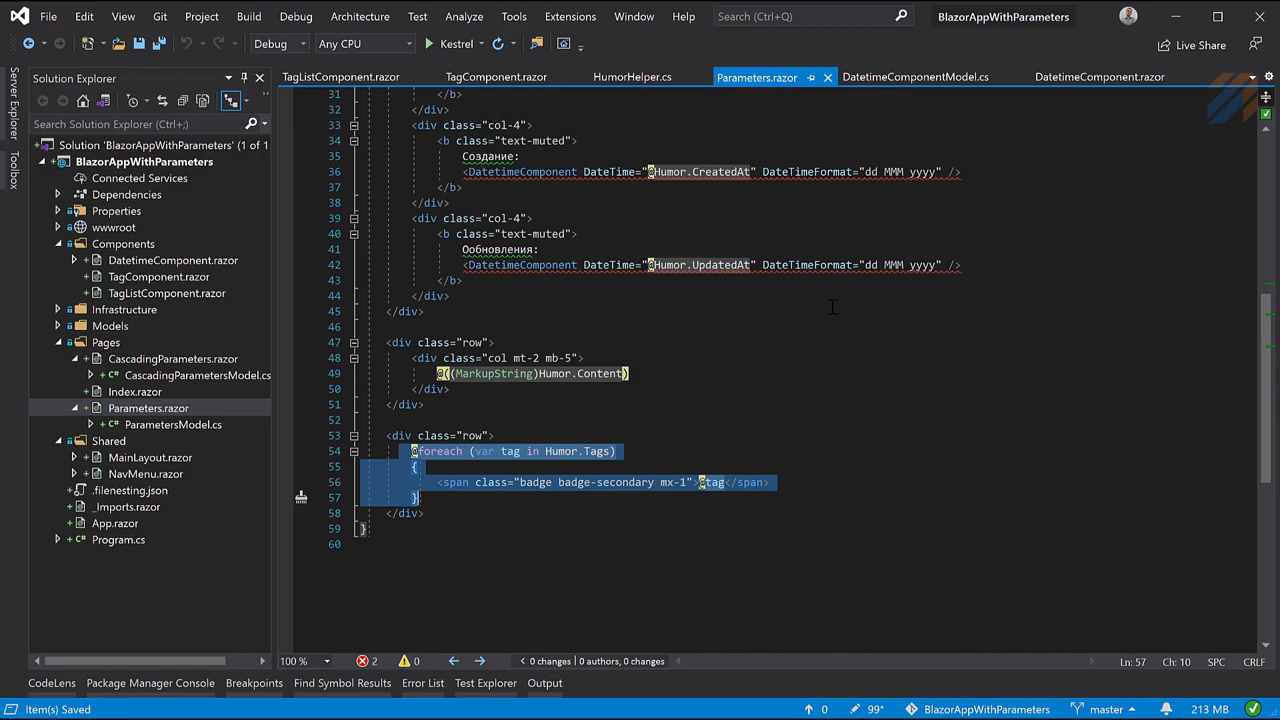 File Edit View Git Project Build Debug Architecture Test Analyze Tools Extensions Window Help Search (Ctrl+Q) BlazorAppWithParameters
Debug Any CPU Kestrel Live Share
Server Explorer
Toolbox
Solution Explorer
Search Solution Explorer (Ctrl+;)
Solution 'BlazorAppWithParameters' (1 of 1)
BlazorAppWithParameters
Connected Services
Dependencies
Properties
wwwroot
Components
DatetimeComponent.razor
TagComponent.razor
TagListComponent.razor
Infrastructure
Models
Pages
CascadingParameters.razor
CascadingParametersModel.cs
Index.razor
Parameters.razor
ParametersModel.cs
Shared
MainLayout.razor
NavMenu.razor
.filenesting.json
_Imports.razor
App.razor
Program.cs
TagListComponent.razor TagComponent.razor HumorHelper.cs Parameters.razor DatetimeComponentModel.cs DatetimeComponent.razor
31 </b>
32 </div>
33 <div class="col-4">
34 <b class="text-muted">
35 Создание:
36 <DatetimeComponent DateTime="@Humor.CreatedAt" DateTimeFormat="dd MMM yyyy" />
37 </b>
38 </div>
39 <div class="col-4">
40 <b class="text-muted">
41 Ообновления:
42 <DatetimeComponent DateTime="@Humor.UpdatedAt" DateTimeFormat="dd MMM yyyy" />
43 </b>
44 </div>
45 </div>
46
47 <div class="row">
48 <div class="col mt-2 mb-5">
49 @((MarkupString)Humor.Content)
50 </div>
51 </div>
52
53 <div class="row">
54 @foreach (var tag in Humor.Tags)
55 {
56 <span class="badge badge-secondary mx-1">@tag</span>
57 }
58 </div>
59 }
60
100 % 2 0 0 changes | 0 authors, 0 changes Ln: 57 Ch: 10 SPC CRLF
CodeLens Package Manager Console Breakpoints Find Symbol Results Error List Test Explorer Output
Item(s) Saved 0 99* BlazorAppWithParameters master 213 MB